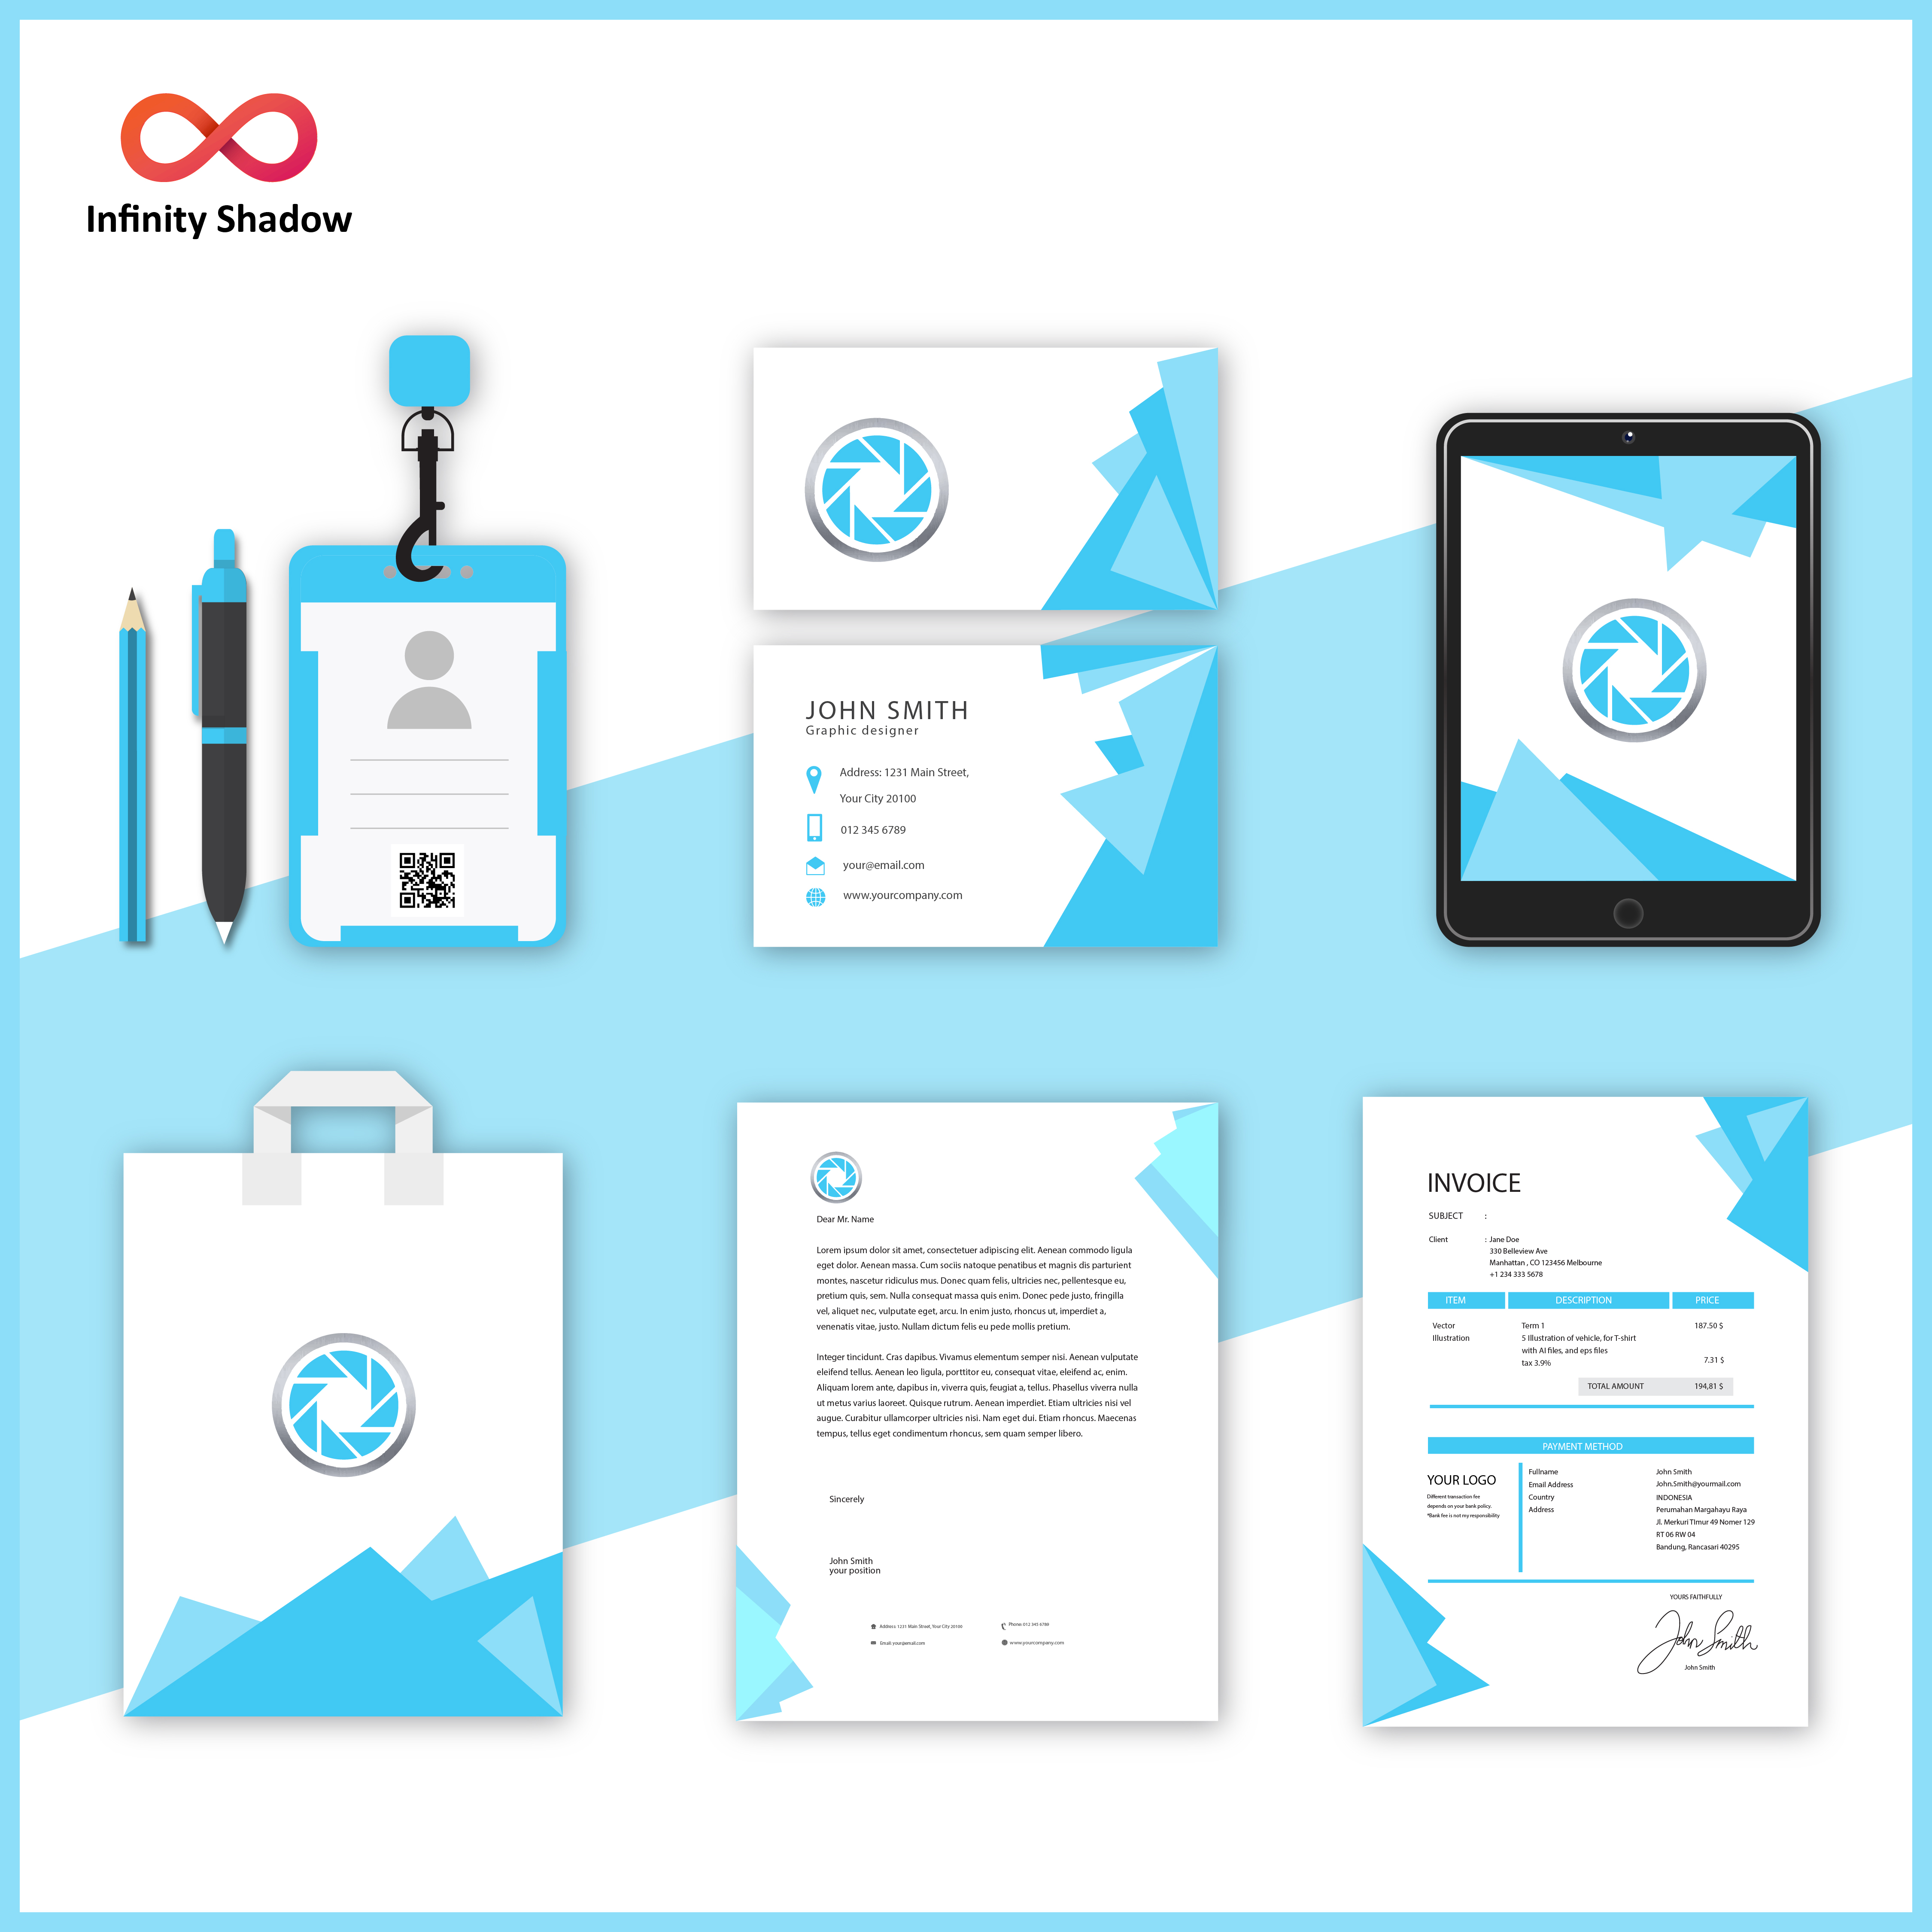 Infinity Shadow
JOHN SMITH
Graphic designer
Address: 1231 Main Street,
Your City 20100
012 345 6789
your@email.com
www.yourcompany.com
Dear Mr. Name
Lorem ipsum dolor sit amet, consectetuer adipiscing elit. Aenean commodo ligula
eget dolor. Aenean massa. Cum sociis natoque penatibus et magnis dis parturient
montes, nascetur ridiculus mus. Donec quam felis, ultricies nec, pellentesque eu,
pretium quis, sem. Nulla consequat massa quis enim. Donec pede justo, fringilla
vel, aliquet nec, vulputate eget, arcu. In enim justo, rhoncus ut, imperdiet a,
venenatis vitae, justo. Nullam dictum felis eu pede mollis pretium.
Integer tincidunt. Cras dapibus. Vivamus elementum semper nisi. Aenean vulputate
eleifend tellus. Aenean leo ligula, porttitor eu, consequat vitae, eleifend ac, enim.
Aliquam lorem ante, dapibus in, viverra quis, feugiat a, tellus. Phasellus viverra nulla
ut metus varius laoreet. Quisque rutrum. Aenean imperdiet. Etiam ultricies nisi vel
augue. Curabitur ullamcorper ultricies nisi. Nam eget dui. Etiam rhoncus. Maecenas
tempus, tellus eget condimentum rhoncus, sem quam semper libero.
Sincerely
John Smith
your position
Address 1231 Main Street, Your City 20100
Phone: 012 345 6789
Email: your@email.com
www.yourcompany.com
INVOICE
SUBJECT :
Client : Jane Doe
330 Belleview Ave
Manhattan , CO 123456 Melbourne
+1 234 333 5678
ITEM DESCRIPTION PRICE
Vector Term 1 187.50 $
Illustration 5 Illustration of vehicle, for T-shirt
with AI files, and eps files
tax 3.9% 7.31 $
TOTAL AMOUNT 194,81 $
PAYMENT METHOD
YOUR LOGO
Different transaction fee
depends on your bank policy.
*Bank fee is not my responsibility
Fullname John Smith
Email Address John.Smith@yourmail.com
Country INDONESIA
Address Perumahan Margahayu Raya
Jl. Merkuri TImur 49 Nomer 129
RT 06 RW 04
Bandung, Rancasari 40295
YOURS FAITHFULLY
John Smith
John Smith